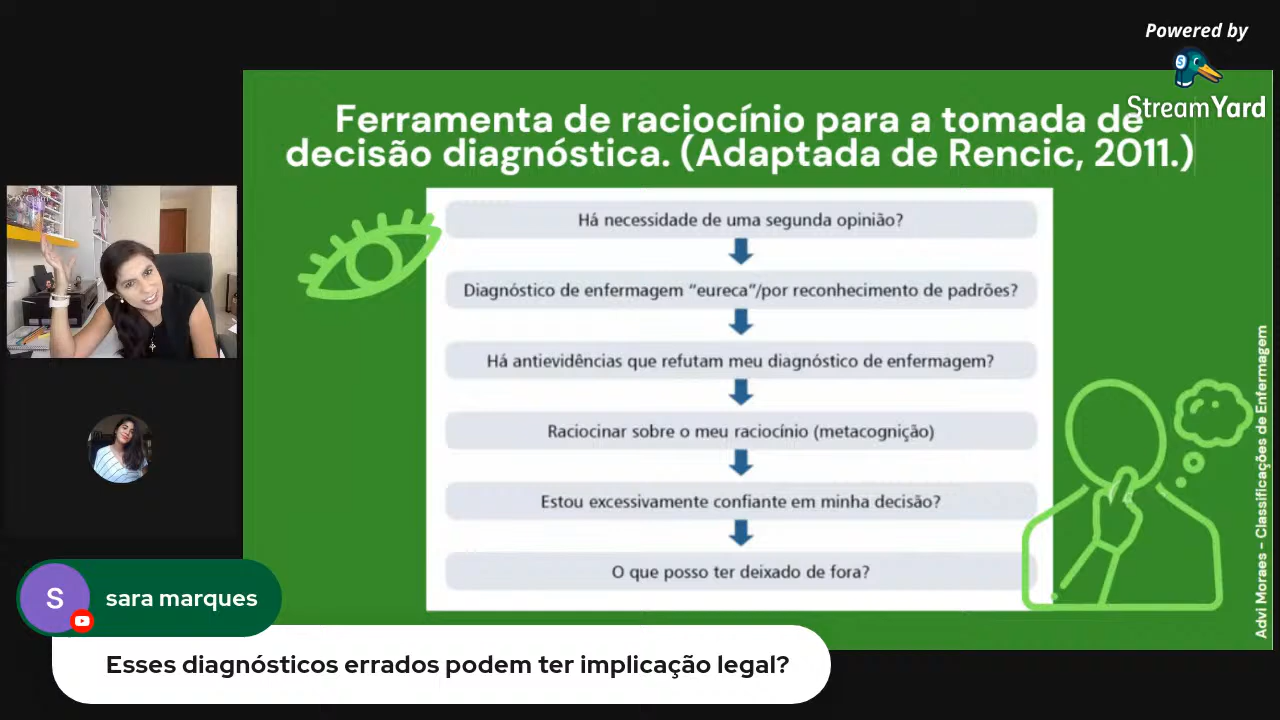 Powered by
StreamYard
Ferramenta de raciocínio para a tomada de
decisão diagnóstica. (Adaptada de Rencic, 2011.)
Há necessidade de uma segunda opinião?
Diagnóstico de enfermagem “eureca”/por reconhecimento de padrões?
Há antievidências que refutam meu diagnóstico de enfermagem?
Raciocinar sobre o meu raciocínio (metacognição)
Estou excessivamente confiante em minha decisão?
O que posso ter deixado de fora?
Advi Moraes - Classificações de Enfermagem
S
sara marques
Esses diagnósticos errados podem ter implicação legal?